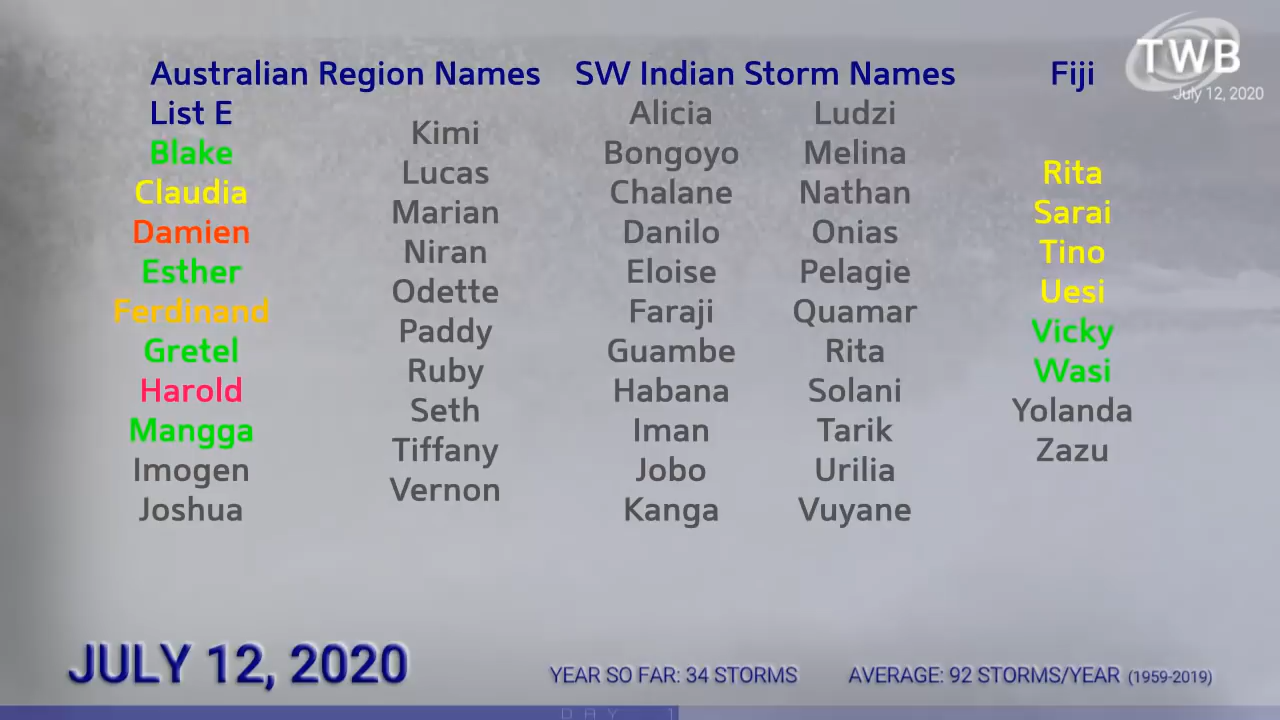 Australian Region Names
List E
Blake
Claudia
Damien
Esther
Ferdinand
Gretel
Harold
Mangga
Imogen
Joshua
Kimi
Lucas
Marian
Niran
Odette
Paddy
Ruby
Seth
Tiffany
Vernon
SW Indian Storm Names
Alicia
Bongoyo
Chalane
Danilo
Eloise
Faraji
Guambe
Habana
Iman
Jobo
Kanga
Ludzi
Melina
Nathan
Onias
Pelagie
Quamar
Rita
Solani
Tarik
Urilia
Vuyane
Fiji
Rita
Sarai
Tino
Uesi
Vicky
Wasi
Yolanda
Zazu
TWB
July 12, 2020
JULY 12, 2020
YEAR SO FAR: 34 STORMS
AVERAGE: 92 STORMS/YEAR (1959-2019)
DAY 1